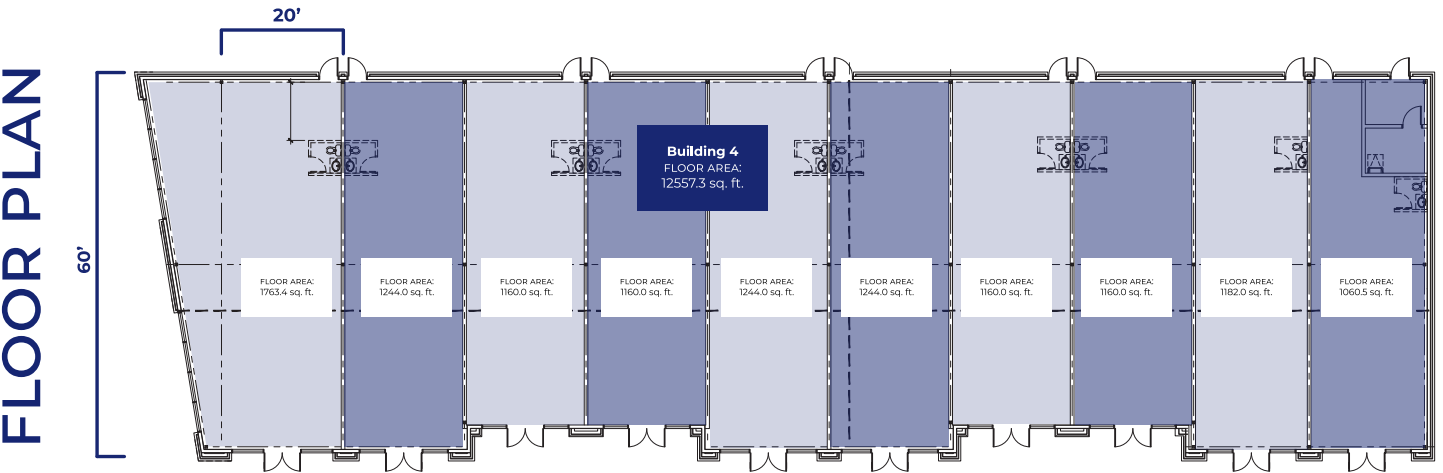 FLOOR PLAN
20’
60’
Building 4
FLOOR AREA:
12557.3 sq. ft.
FLOOR AREA:
1763.4 sq. ft.
FLOOR AREA:
1244.0 sq. ft.
FLOOR AREA:
1160.0 sq. ft.
FLOOR AREA:
1160.0 sq. ft.
FLOOR AREA:
1244.0 sq. ft.
FLOOR AREA:
1244.0 sq. ft.
FLOOR AREA:
1160.0 sq. ft.
FLOOR AREA:
1160.0 sq. ft.
FLOOR AREA:
1182.0 sq. ft.
FLOOR AREA:
1060.5 sq. ft.